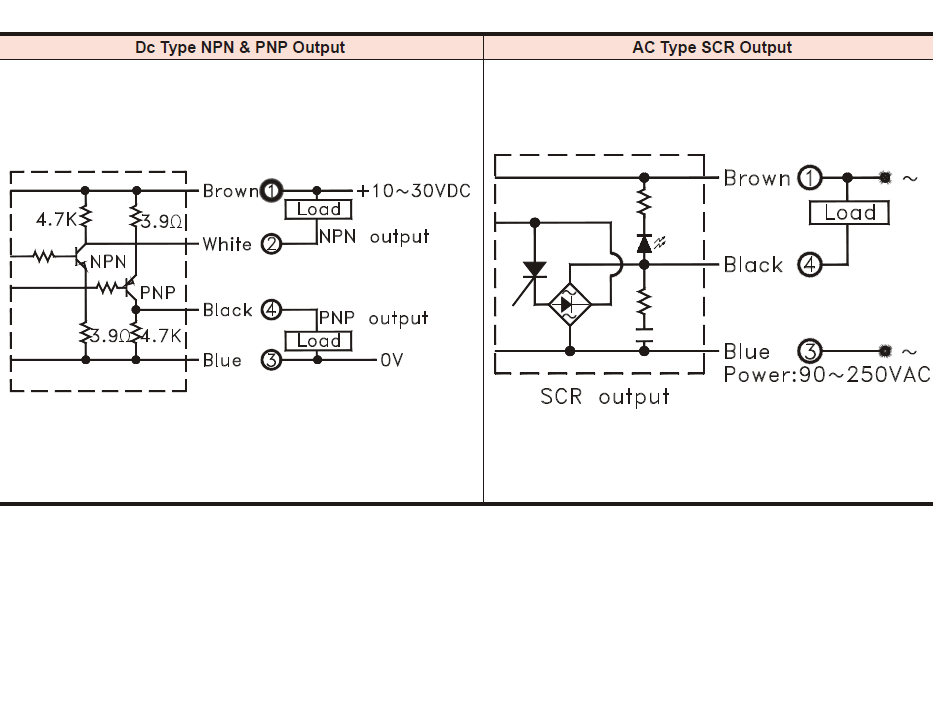 Dc Type NPN & PNP Output
Brown 1 +10~30VDC
Load
4.7K 3.9Ω
White 2 NPN output
NPN
PNP
Black 4 PNP output
3.9Ω 4.7K
Load
Blue 3 0V
AC Type SCR Output
Brown 1 ~
Load
Black 4
Blue 3 ~
Power:90~250VAC
SCR output